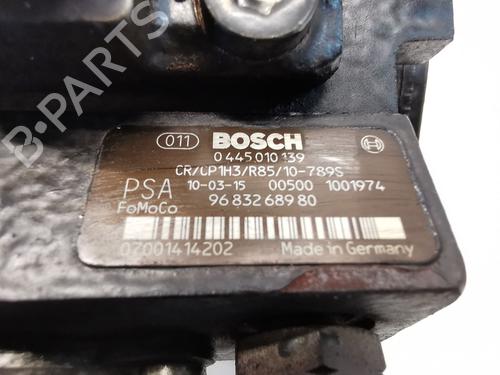 011 BOSCH
0 445 010 139
CR/CP1H3/R85/10-789S
PSA 10-03-15 00500 1001974
FoMoCo 96 832 689 80
07001414202 Made in Germany
B-PARTS